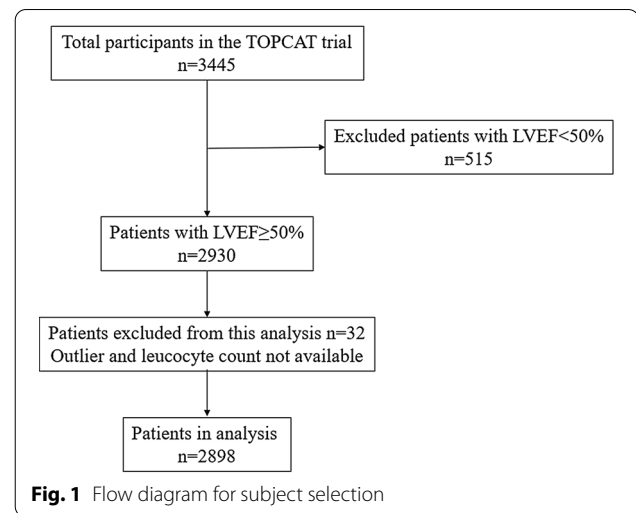 Total participants in the TOPCAT trial
n=3445
Excluded patients with LVEF<50%
n=515
Patients with LVEF≥50%
n=2930
Patients excluded from this analysis n=32
Outlier and leucocyte count not available
Patients in analysis
n=2898
Fig. 1 Flow diagram for subject selection